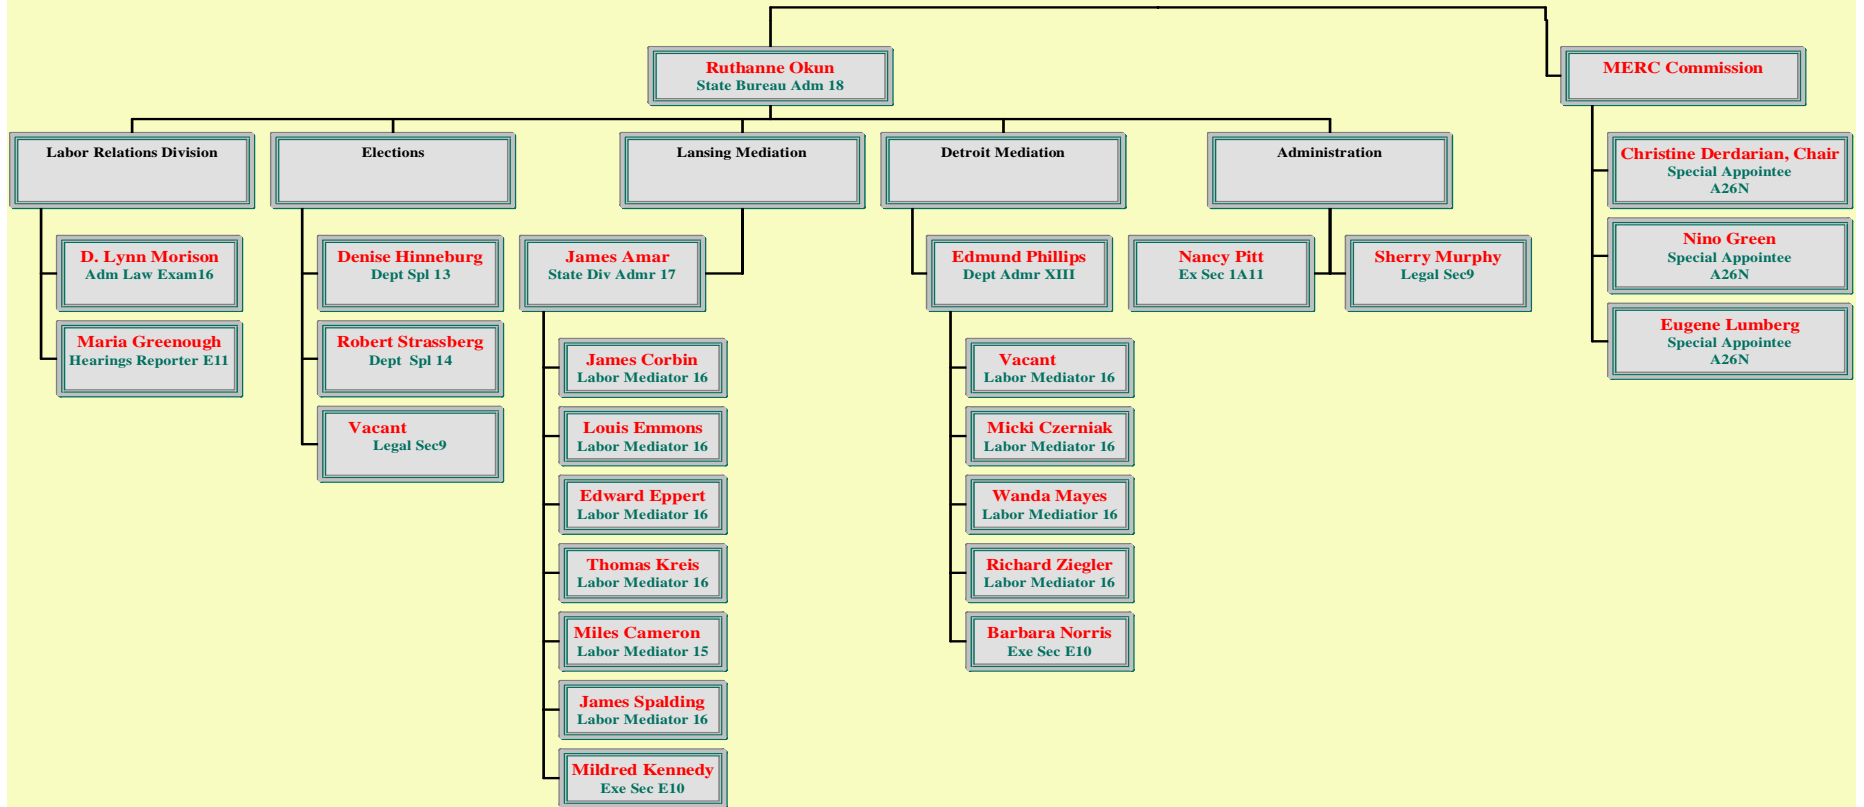 Ruthanne Okun
State Bureau Adm 18
MERC Commission
Labor Relations Division
Elections
Lansing Mediation
Detroit Mediation
Administration
Christine Derdarian, Chair
Special Appointee
A26N
Nino Green
Special Appointee
A26N
Eugene Lumberg
Special Appointee
A26N
D. Lynn Morison
Adm Law Exam16
Maria Greenough
Hearings Reporter E11
Denise Hinneburg
Dept Spl 13
Robert Strassberg
Dept Spl 14
Vacant
Legal Sec9
James Amar
State Div Admr 17
James Corbin
Labor Mediator 16
Louis Emmons
Labor Mediator 16
Edward Eppert
Labor Mediator 16
Thomas Kreis
Labor Mediator 16
Miles Cameron
Labor Mediator 15
James Spalding
Labor Mediator 16
Mildred Kennedy
Exe Sec E10
Edmund Phillips
Dept Admr XIII
Vacant
Labor Mediator 16
Micki Czerniak
Labor Mediator 16
Wanda Mayes
Labor Mediatior 16
Richard Ziegler
Labor Mediator 16
Barbara Norris
Exe Sec E10
Nancy Pitt
Ex Sec 1A11
Sherry Murphy
Legal Sec9